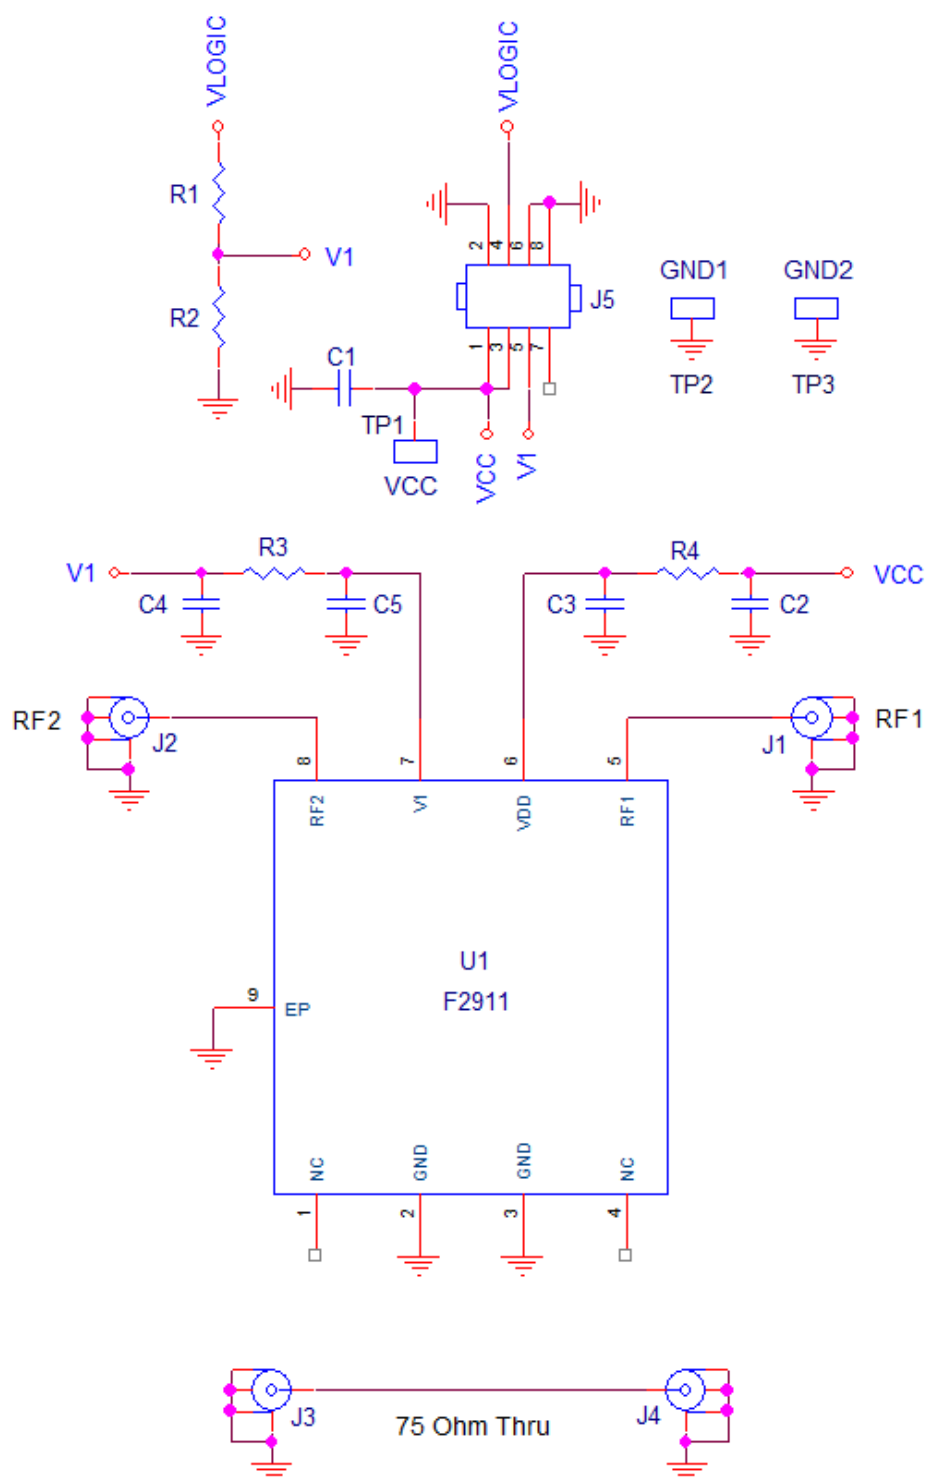 VLOGIC
VLOGIC
R1
V1
R2
2
4
6
8
J5
1
3
5
7
GND1
GND2
TP2
TP3
C1
TP1
VCC
VCC
V1
V1
R3
C4
C5
R4
VCC
C3
C2
RF2
J2
J1
RF1
8
7
6
5
RF2
V1
VDD
RF1
U1
F2911
9
EP
NC
GND
GND
NC
1
2
3
4
J3
75 Ohm Thru
J4